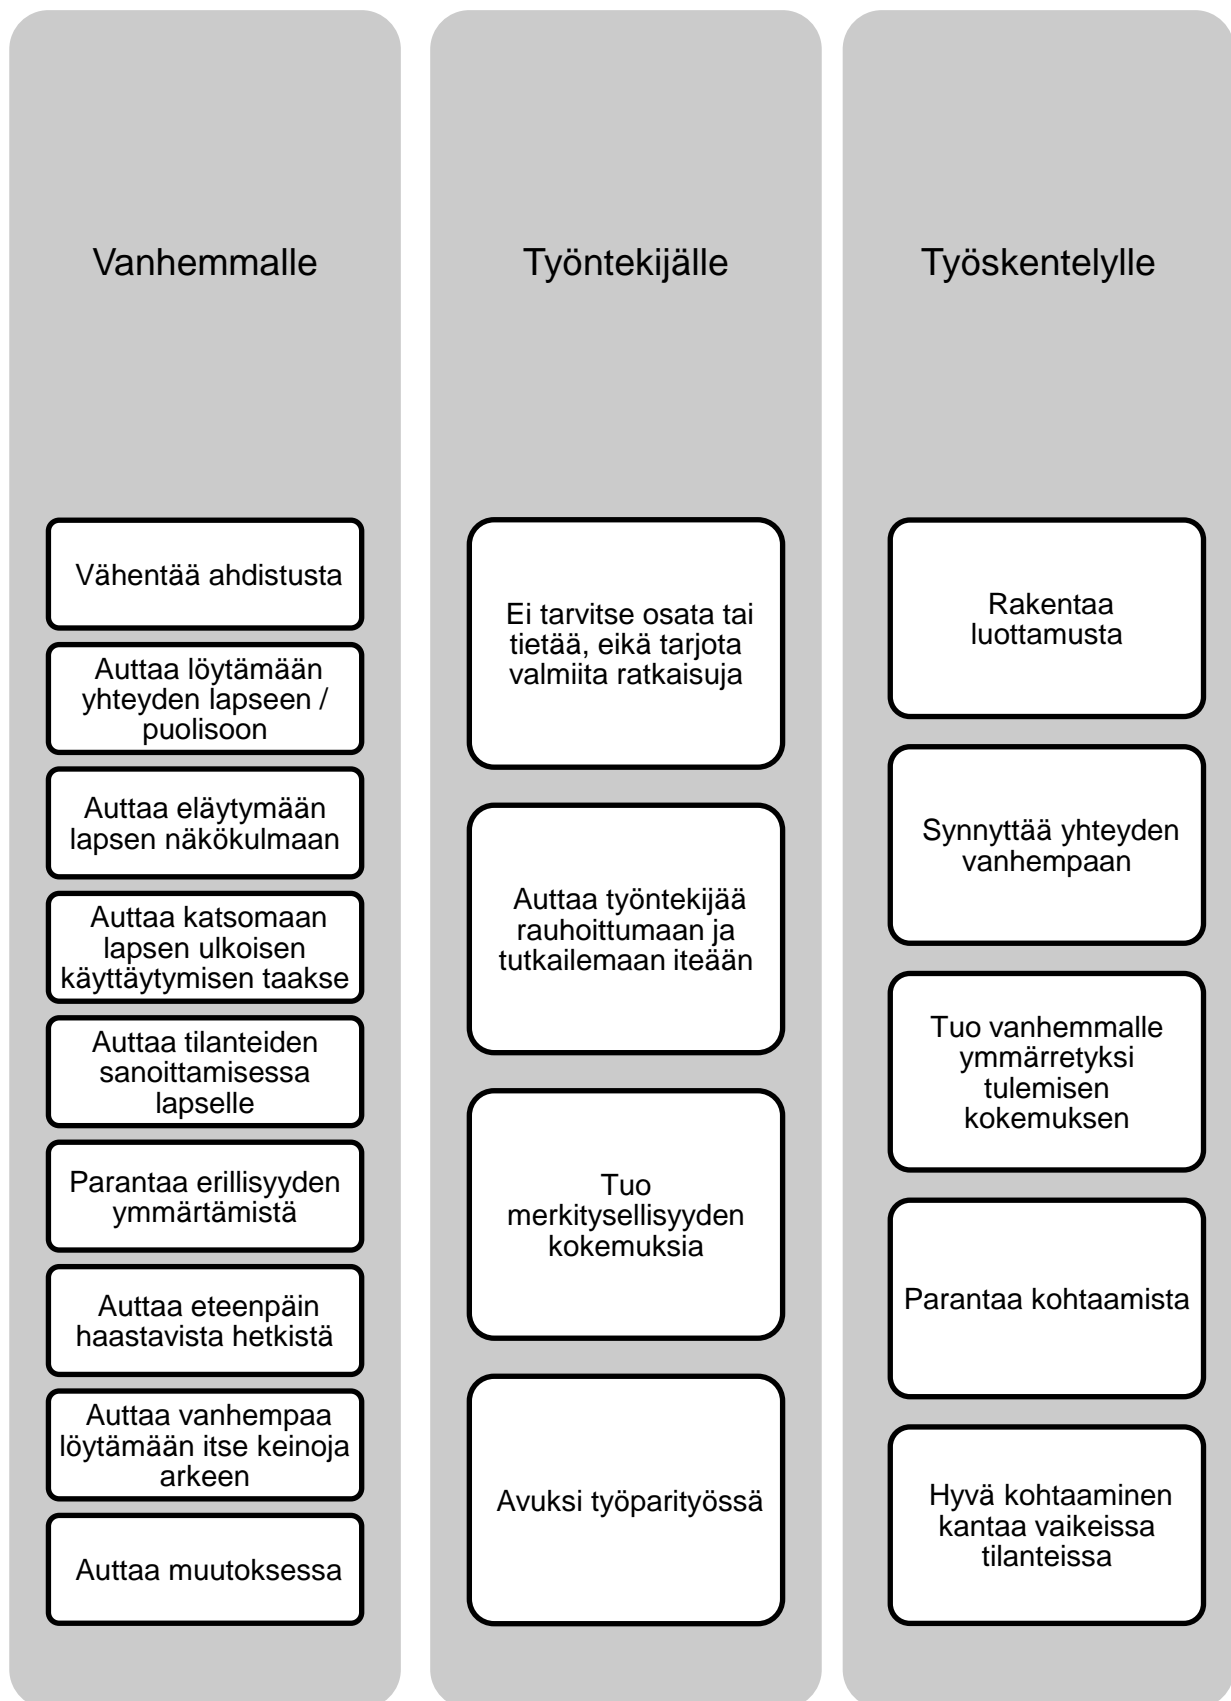 Vanhemmalle
Vähentää ahdistusta
Auttaa löytämään
yhteyden lapseen /
puolisoon
Auttaa eläytymään
lapsen näkökulmaan
Auttaa katsomaan
lapsen ulkoisen
käyttäytymisen taakse
Auttaa tilanteiden
sanoittamisessa
lapselle
Parantaa erillisyyden
ymmärtämistä
Auttaa eteenpäin
haastavista hetkistä
Auttaa vanhempaa
löytämään itse keinoja
arkeen
Auttaa muutoksessa
Työntekijälle
Ei tarvitse osata tai
tietää, eikä tarjota
valmiita ratkaisuja
Auttaa työntekijää
rauhoittumaan ja
tutkailemaan iteään
Tuo
merkitysellisyyden
kokemuksia
Avuksi työparityössä
Työskentelylle
Rakentaa
luottamusta
Synnyttää yhteyden
vanhempaan
Tuo vanhemmalle
ymmärretyksi
tulemisen
kokemuksen
Parantaa kohtaamista
Hyvä kohtaaminen
kantaa vaikeissa
tilanteissa